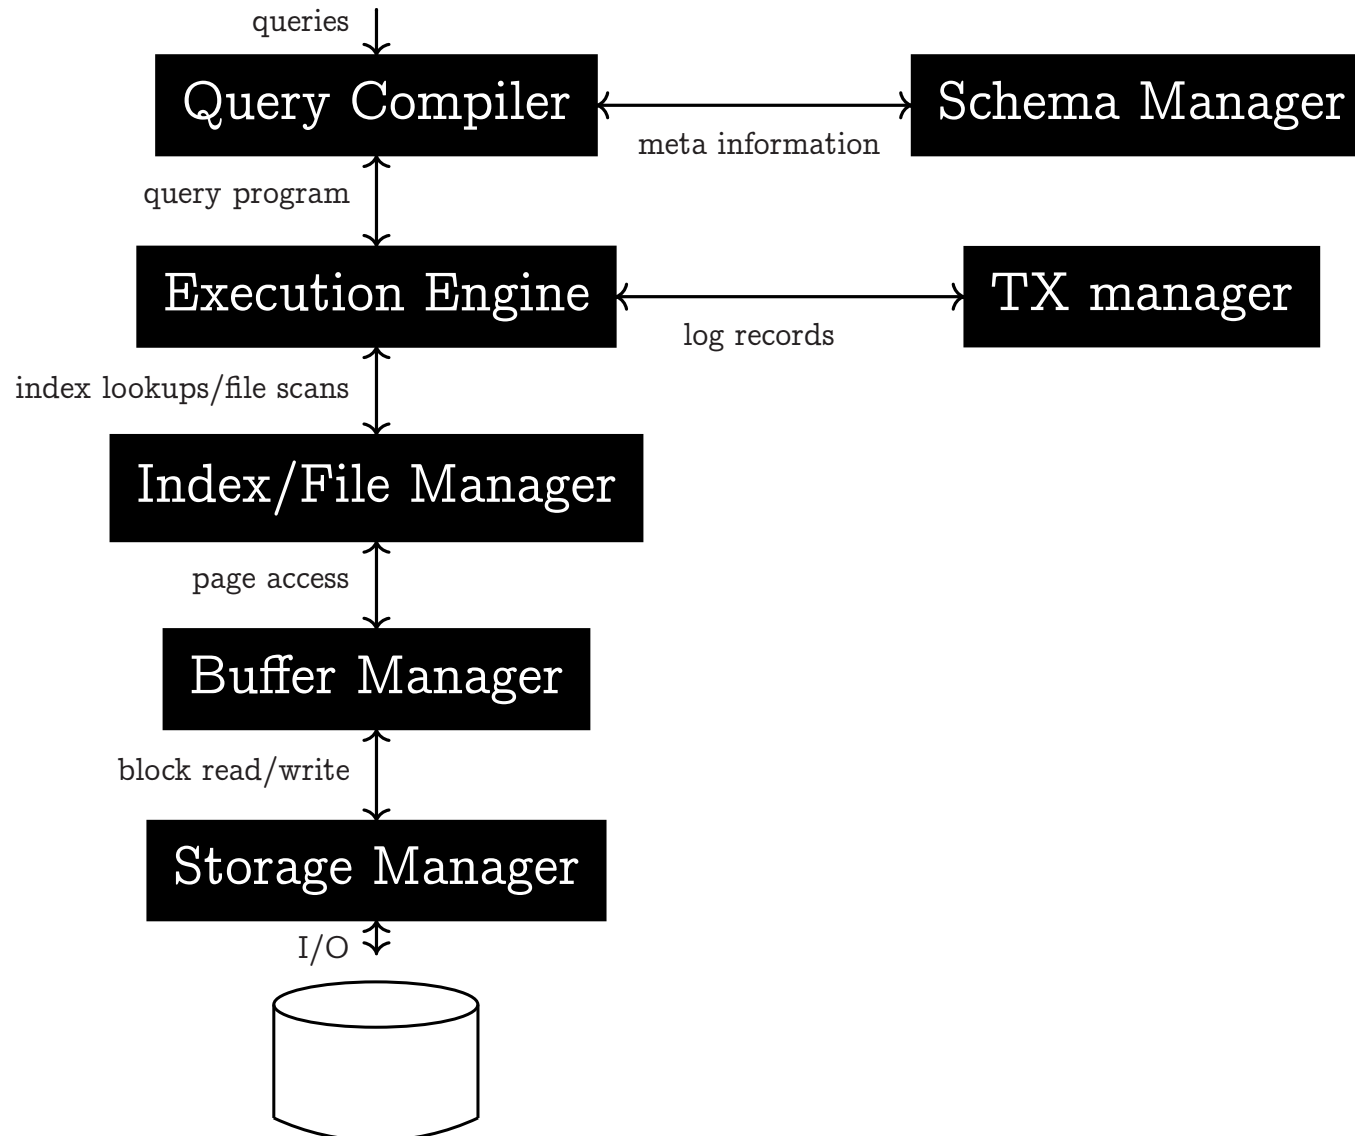 queries
Query Compiler
Schema Manager
meta information
query program
Execution Engine
TX manager
log records
index lookups/file scans
Index/File Manager
page access
Buffer Manager
block read/write
Storage Manager
I/O